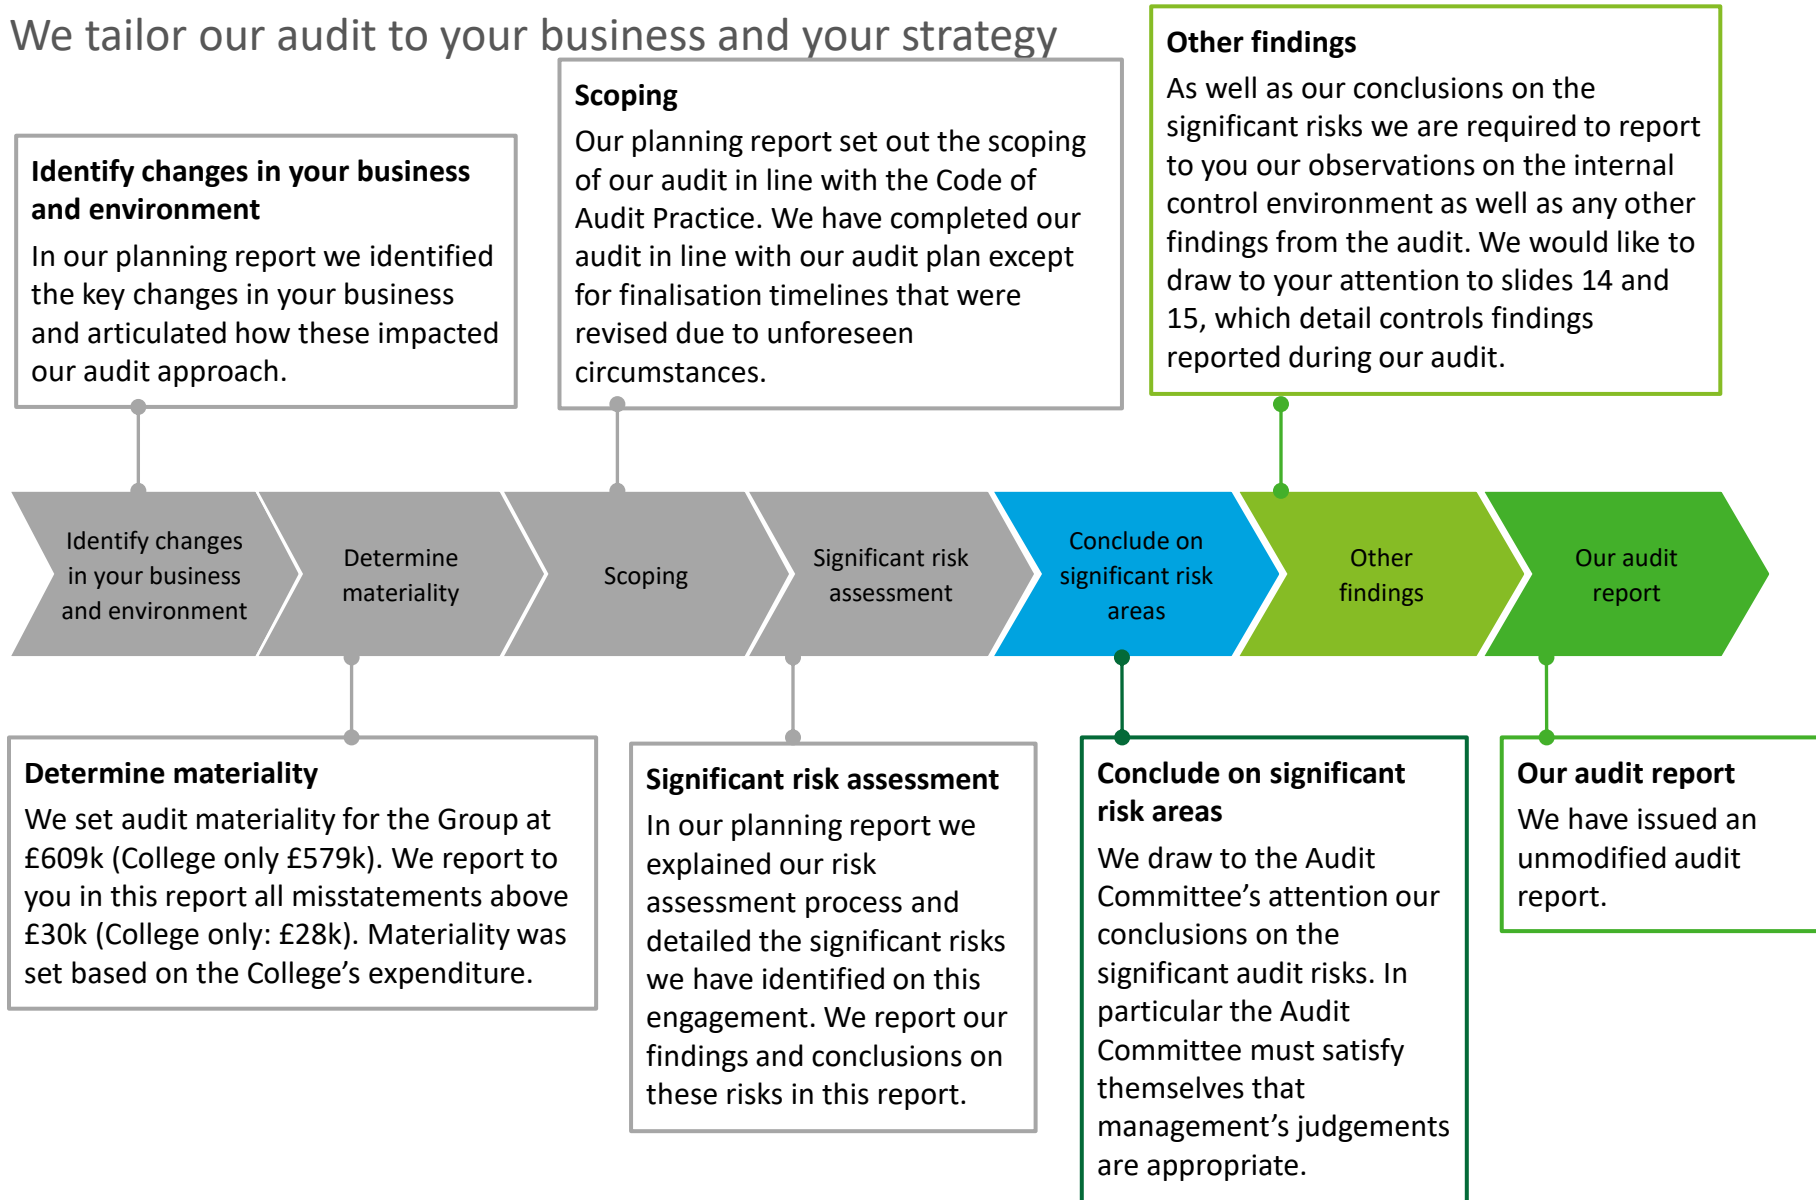 We tailor our audit to your business and your strategy
Identify changes in your business
and environment
In our planning report we identified
the key changes in your business
and articulated how these impacted
our audit approach.
Scoping
Our planning report set out the scoping
of our audit in line with the Code of
Audit Practice. We have completed our
audit in line with our audit plan except
for finalisation timelines that were
revised due to unforeseen
circumstances.
Other findings
As well as our conclusions on the
significant risks we are required to report
to you our observations on the internal
control environment as well as any other
findings from the audit. We would like to
draw to your attention to slides 14 and
15, which detail controls findings
reported during our audit.
Identify changes
in your business
and environment
Determine
materiality
Scoping
Significant risk
assessment
Conclude on
significant risk
areas
Other
findings
Our audit
report
Determine materiality
We set audit materiality for the Group at
£609k (College only £579k). We report to
you in this report all misstatements above
£30k (College only: £28k). Materiality was
set based on the College’s expenditure.
Significant risk assessment
In our planning report we
explained our risk
assessment process and
detailed the significant risks
we have identified on this
engagement. We report our
findings and conclusions on
these risks in this report.
Conclude on significant
risk areas
We draw to the Audit
Committee’s attention our
conclusions on the
significant audit risks. In
particular the Audit
Committee must satisfy
themselves that
management’s judgements
are appropriate.
Our audit report
We have issued an
unmodified audit
report.